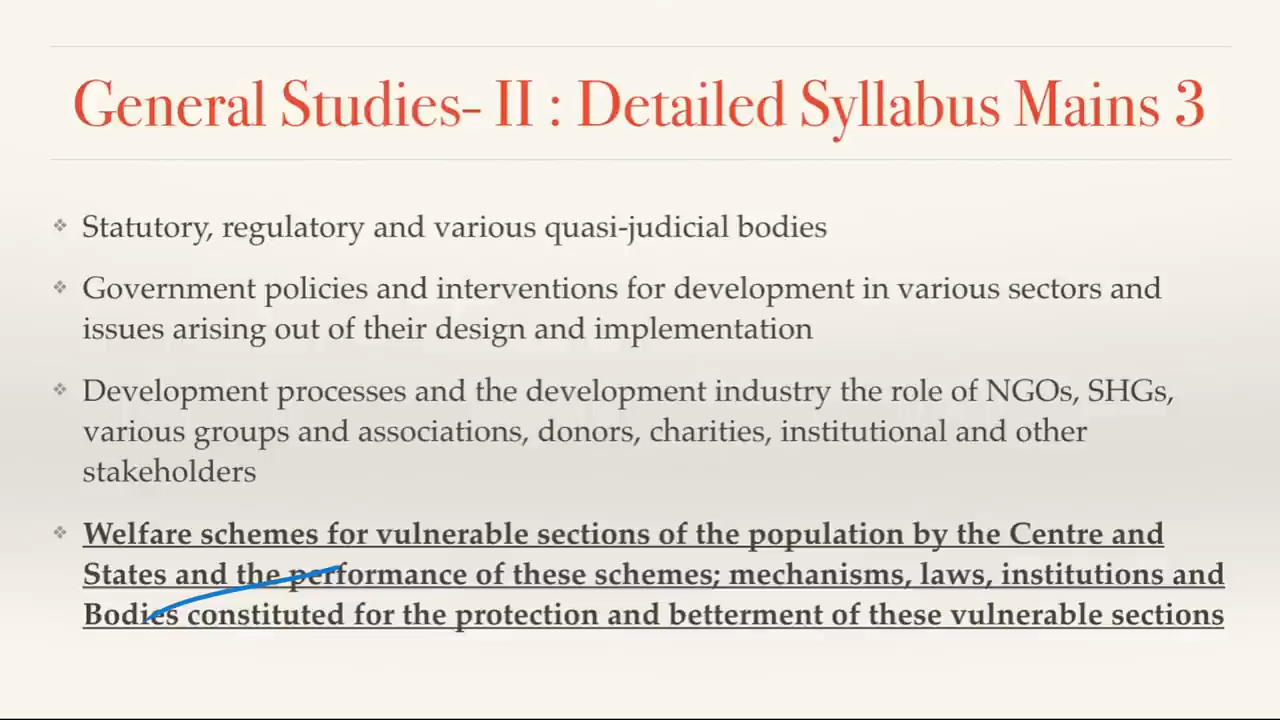 General Studies- II : Detailed Syllabus Mains 3
❖ Statutory, regulatory and various quasi-judicial bodies
❖ Government policies and interventions for development in various sectors and
issues arising out of their design and implementation
❖ Development processes and the development industry the role of NGOs, SHGs,
various groups and associations, donors, charities, institutional and other
stakeholders
❖ Welfare schemes for vulnerable sections of the population by the Centre and
States and the performance of these schemes; mechanisms, laws, institutions and
Bodies constituted for the protection and betterment of these vulnerable sections